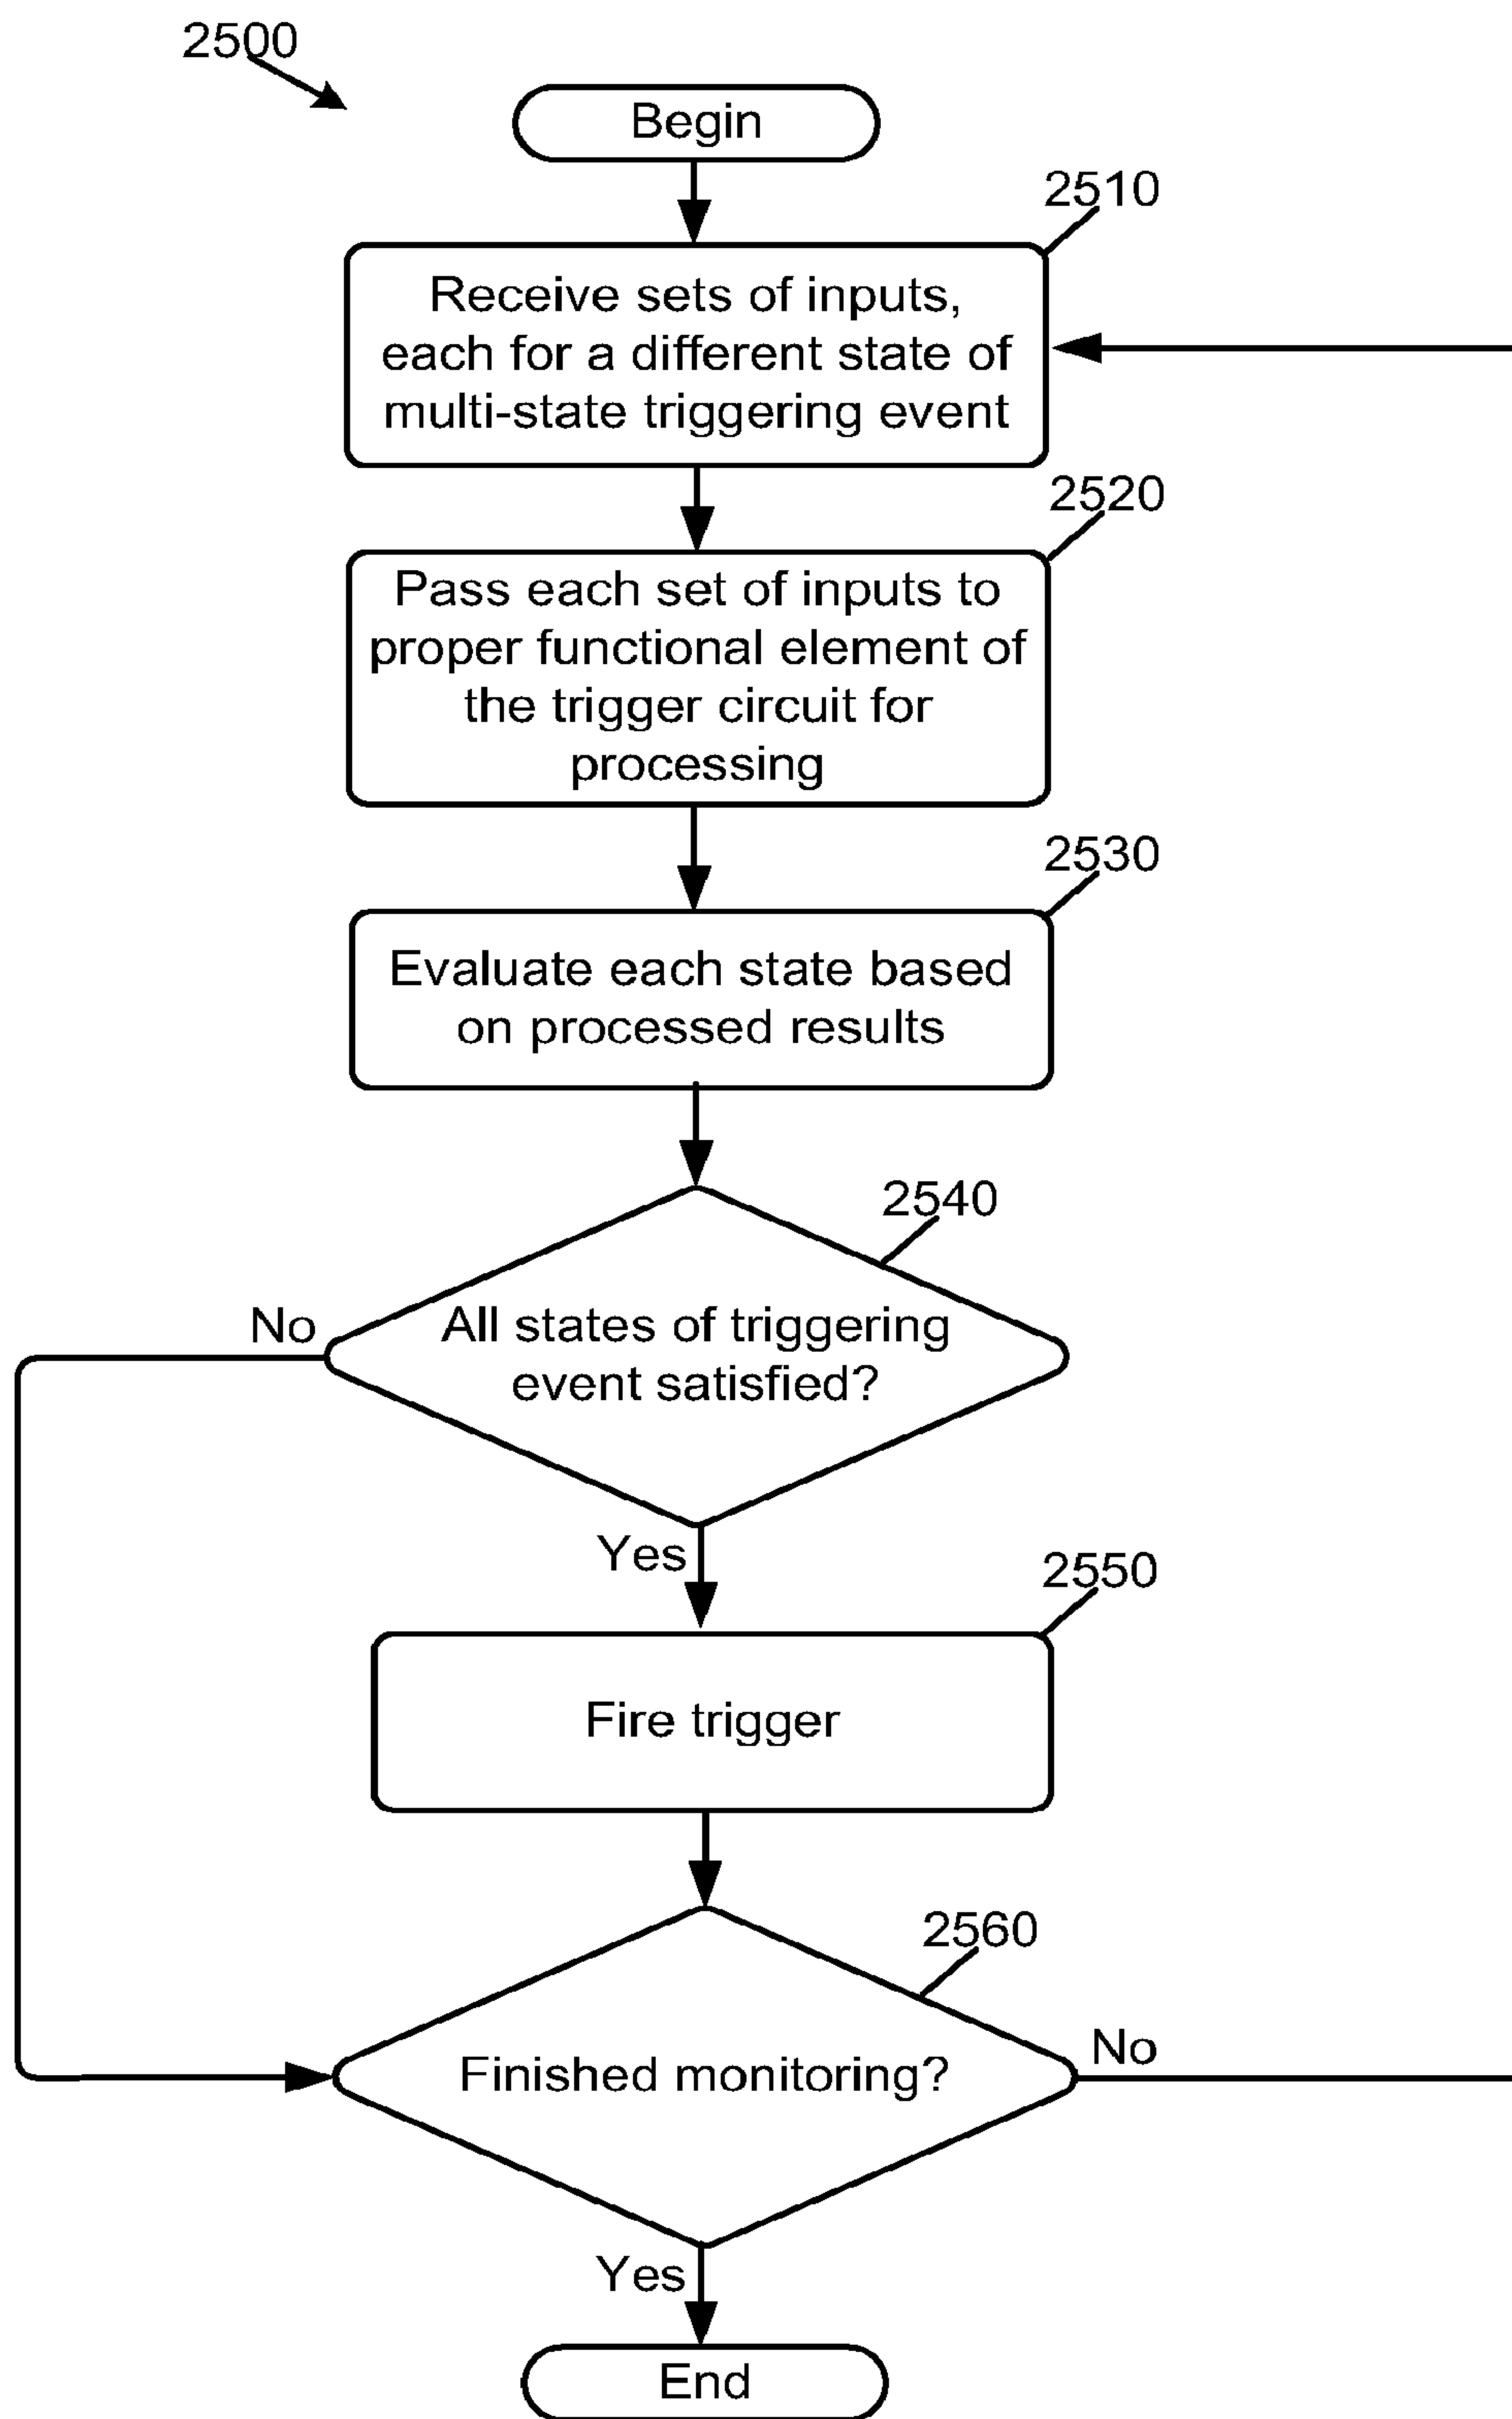 2500
Begin
2510
Receive sets of inputs,
each for a different state of
multi-state triggering event
2520
Pass each set of inputs to
proper functional element of
the trigger circuit for
processing
2530
Evaluate each state based
on processed results
2540
No
All states of triggering
event satisfied?
Yes
2550
Fire trigger
2560
Finished monitoring?
No
Yes
End